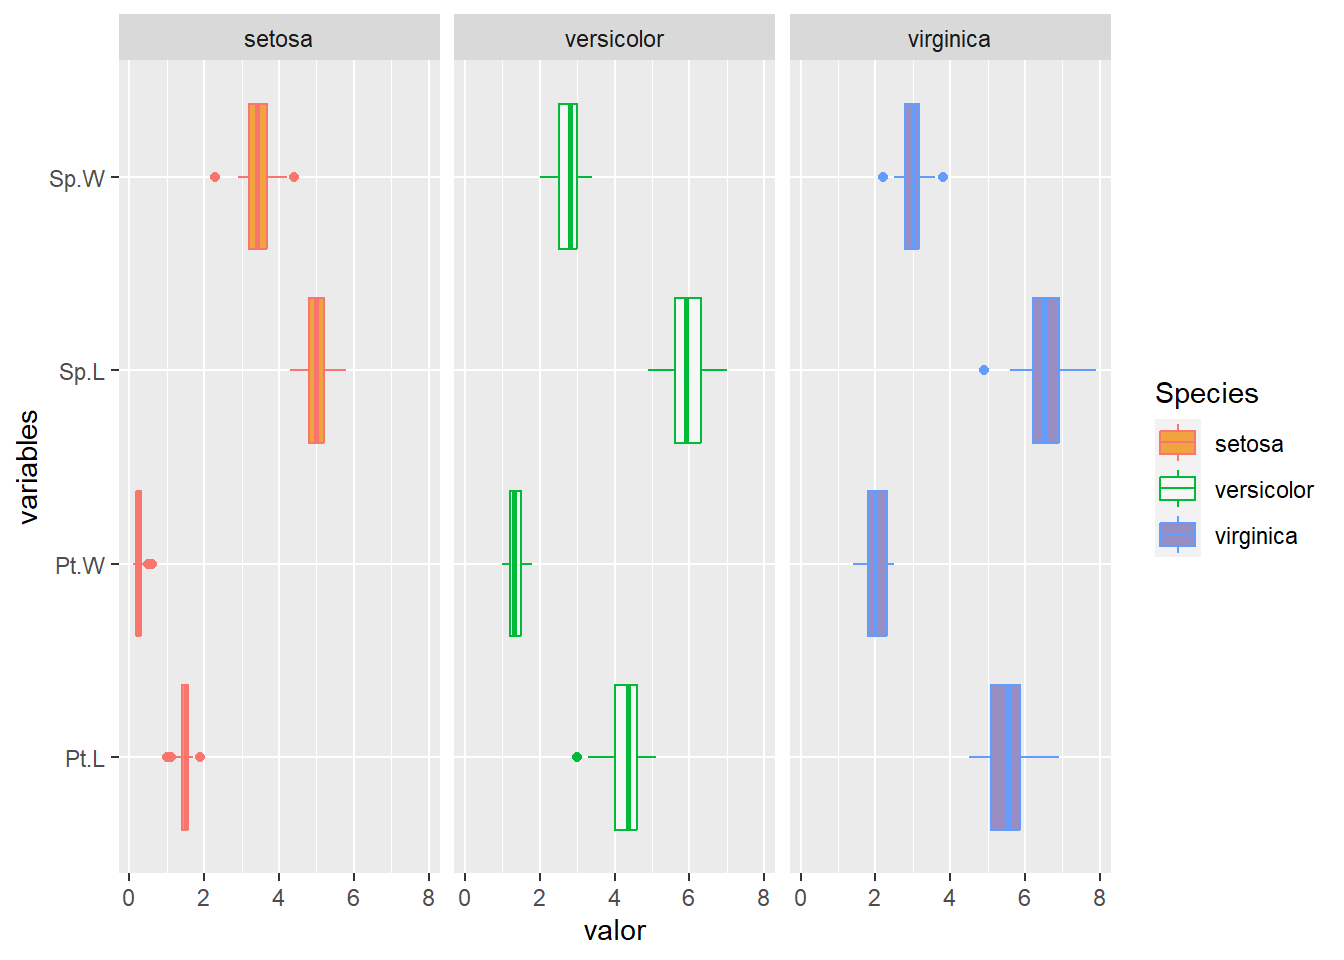 setosa versicolor virginica
Sp.W
Sp.L
Pt.W
Pt.L
variables
0 2 4 6 8 0 2 4 6 8 0 2 4 6 8
valor
Species
setosa
versicolor
virginica